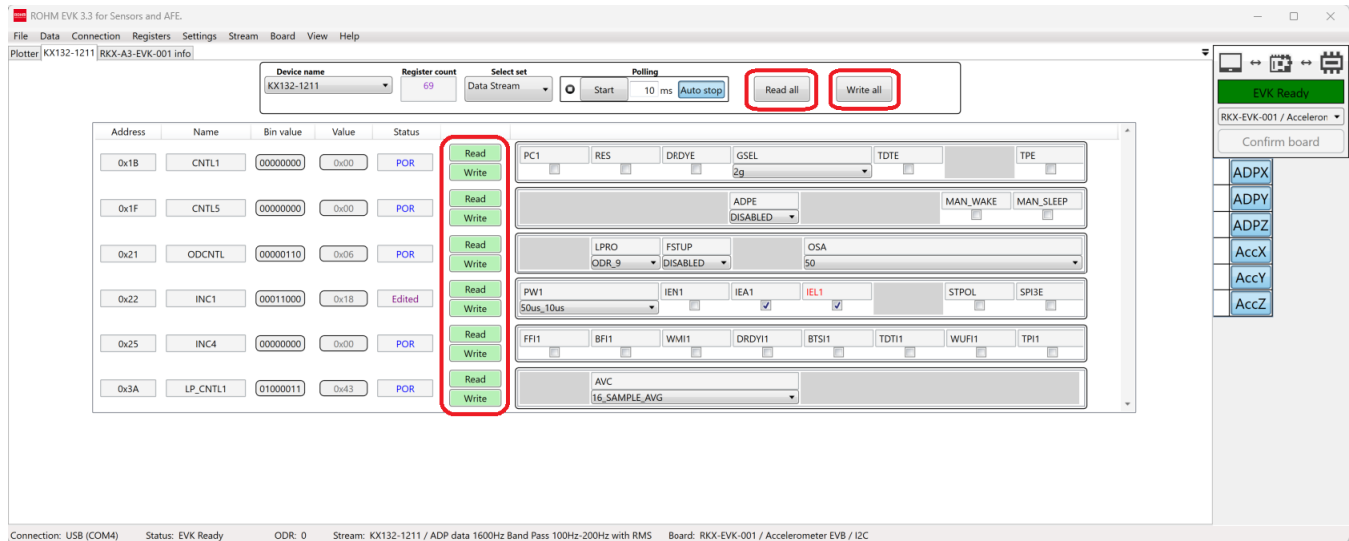 ROHM EVK 3.3 for Sensors and AFE.
File Data Connection Registers Settings Stream Board View Help
Plotter KX132-1211 RKX-A3-EVK-001 info
Device name Register count Select set Polling
KX132-1211 69 Data Stream Start 10 ms Auto stop Read all Write all
EVK Ready
RKX-EVK-001 / Acceleron
Confirm board
ADPX
ADPY
ADPZ
AccX
AccY
AccZ
Address Name Bin value Value Status
0x1B CNTL1 00000000 0x00 POR
Read
Write
PC1 RES DRDYE GSEL TDTE TPE
2g
0x1F CNTL5 00000000 0x00 POR
Read
Write
ADPE MAN_WAKE MAN_SLEEP
DISABLED
0x21 ODCNTL 00000110 0x06 POR
Read
Write
LPRO FSTUP OSA
ODR_9 DISABLED 50
0x22 INC1 00011000 0x18 Edited
Read
Write
PW1 IEN1 IEA1 IEL1 STPOL SPI3E
50us_10us
0x25 INC4 00000000 0x00 POR
Read
Write
FFI1 BFI1 WMI1 DRDYI1 BTSI1 TDTI1 WUFI1 TPI1
0x3A LP_CNTL1 01000011 0x43 POR
Read
Write
AVC
16_SAMPLE_AVG
Connection: USB (COM4) Status: EVK Ready ODR: 0 Stream: KX132-1211 / ADP data 1600Hz Band Pass 100Hz-200Hz with RMS Board: RKX-EVK-001 / Accelerometer EVB / I2C